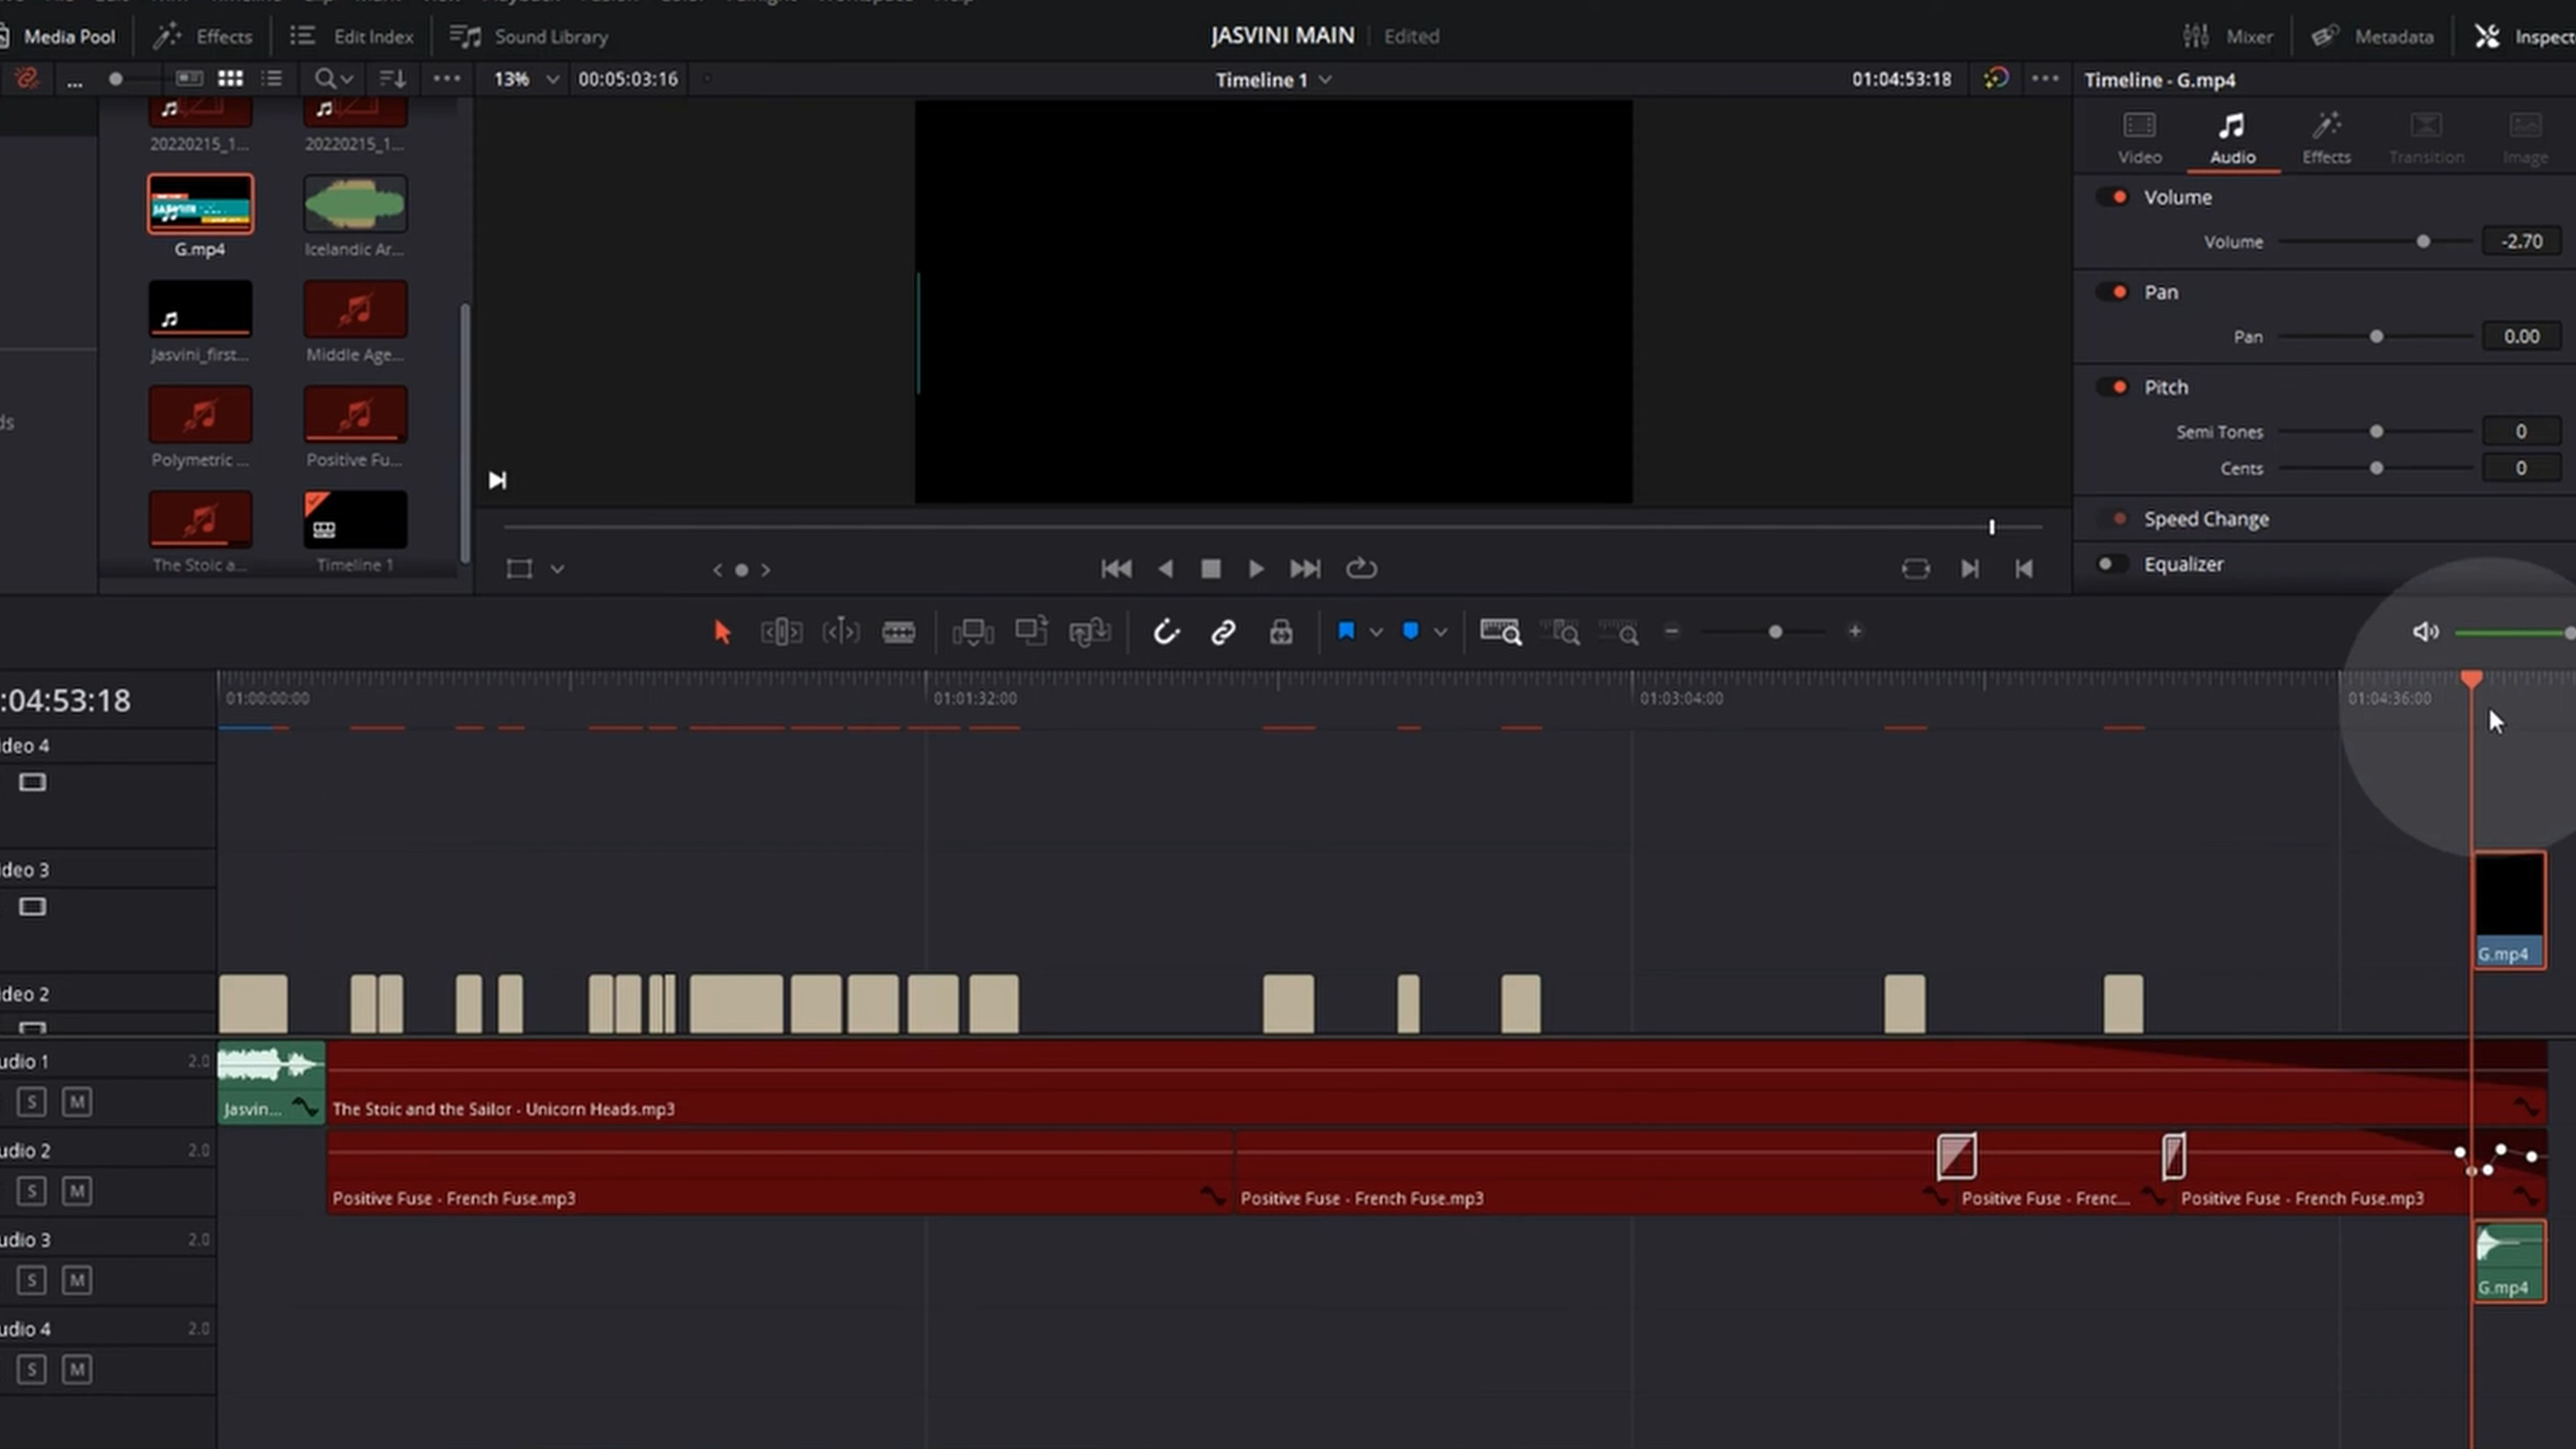 Media Pool
Effects
Edit Index
Sound Library
JASVINI MAIN
Edited
Mixer
Metadata
Inspect
...
13%
00:05:03:16
Timeline 1
01:04:53:18
Timeline - G.mp4
20220215_1...
20220215_1...
G.mp4
Icelandic Ar...
Jasvini_first...
Middle Age...
Polymetric ...
Positive Fu...
The Stoic a...
Timeline 1
ds
Video
Audio
Effects
Transition
Image
Volume
Volume
-2.70
Pan
Pan
0.00
Pitch
Semi Tones
0
Cents
0
Speed Change
Equalizer
:04:53:18
01:00:00:00
01:01:32:00
01:03:04:00
01:04:36:00
ideo 4
ideo 3
G.mp4
ideo 2
udio 1
2.0
S M
Jasvin...
The Stoic and the Sailor - Unicorn Heads.mp3
udio 2
2.0
S M
Positive Fuse - French Fuse.mp3
Positive Fuse - French Fuse.mp3
Positive Fuse - Frenc...
Positive Fuse - French Fuse.mp3
udio 3
2.0
S M
G.mp4
udio 4
2.0
S M